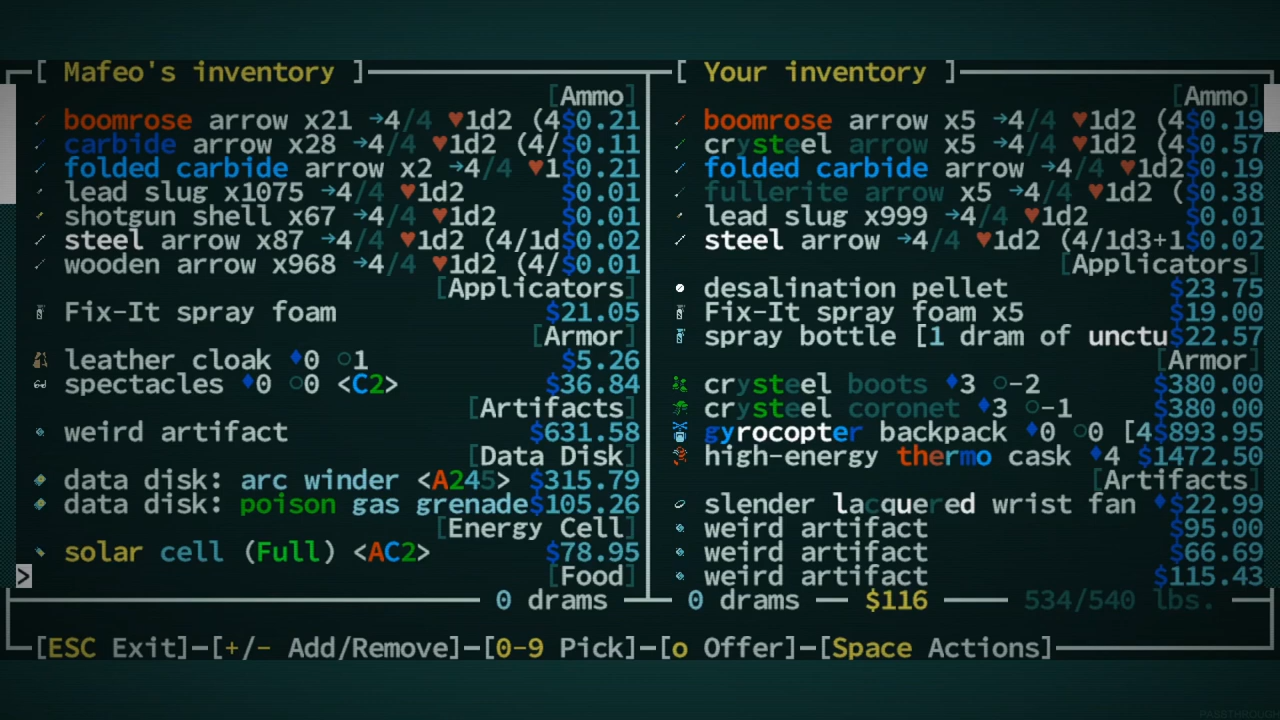 [ Mafeo's inventory ]
[Ammo]
boomrose arrow x21 →4/4 ♥1d2 (4 $0.21
carbide arrow x28 →4/4 ♥1d2 (4/ $0.11
folded carbide arrow x2 →4/4 ♥1 $0.21
lead slug x1075 →4/4 ♥1d2 $0.01
shotgun shell x67 →4/4 ♥1d2 $0.01
steel arrow x87 →4/4 ♥1d2 (4/1d $0.02
wooden arrow x968 →4/4 ♥1d2 (4/ $0.01
[Applicators]
Fix-It spray foam $21.05
[Armor]
leather cloak ♦0 ○1 $5.26
spectacles ♦0 ○0 <C2> $36.84
[Artifacts]
weird artifact $631.58
[Data Disk]
data disk: arc winder <A245> $315.79
data disk: poison gas grenade $105.26
[Energy Cell]
solar cell (Full) <AC2> $78.95
> [Food]
0 drams
[ Your inventory ]
[Ammo]
boomrose arrow x5 →4/4 ♥1d2 (4 $0.19
crysteel arrow x5 →4/4 ♥1d2 (4 $0.57
folded carbide arrow →4/4 ♥1d2 $0.19
fullerite arrow x5 →4/4 ♥1d2 ( $0.38
lead slug x999 →4/4 ♥1d2 $0.01
steel arrow →4/4 ♥1d2 (4/1d3+1 $0.02
[Applicators]
desalination pellet $23.75
Fix-It spray foam x5 $19.00
spray bottle [1 dram of unctu $22.57
[Armor]
crysteel boots ♦3 ○-2 $380.00
crysteel coronet ♦3 ○-1 $380.00
gyrocopter backpack ♦0 ○0 [4 $893.95
high-energy thermo cask ♦4 $1472.50
[Artifacts]
slender lacquered wrist fan ♦ $22.99
weird artifact $95.00
weird artifact $66.69
weird artifact $115.43
0 drams $116 534/540 lbs.
[ESC Exit]-[+/- Add/Remove]-[0-9 Pick]-[o Offer]-[Space Actions]